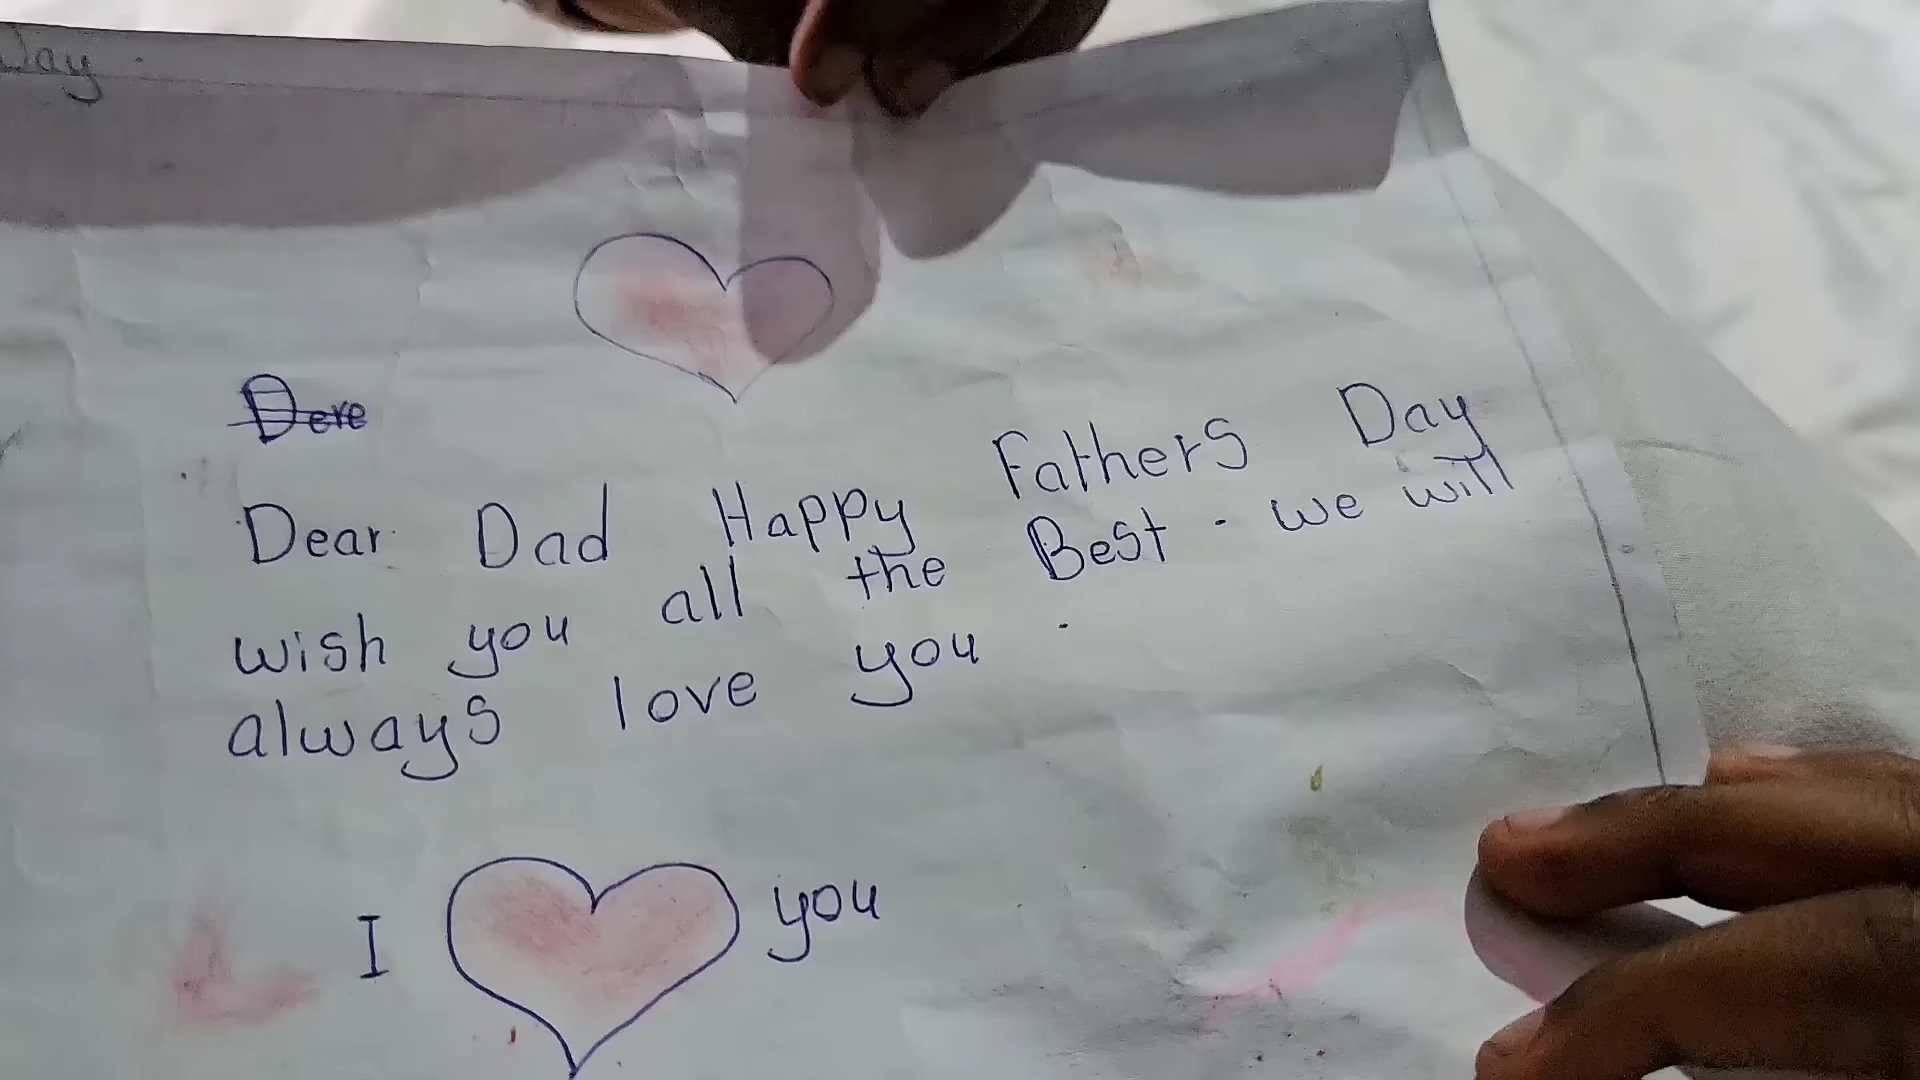 Day
Dere
Dear Dad Happy Fathers Day
wish you all the Best . we will
always love you .
I you